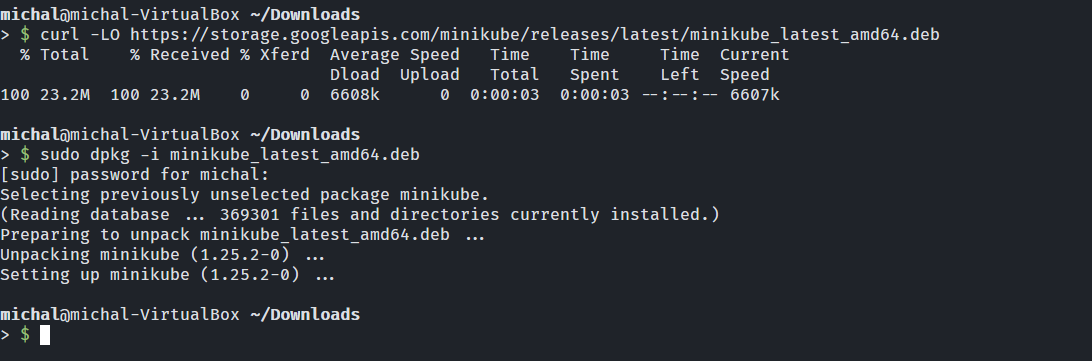 michal@michal-VirtualBox ~/Downloads
> $ curl -LO https://storage.googleapis.com/minikube/releases/latest/minikube_latest_amd64.deb
  % Total    % Received % Xferd  Average Speed   Time    Time     Time  Current
                                 Dload  Upload   Total   Spent    Left  Speed
100 23.2M  100 23.2M    0     0  6608k      0  0:00:03  0:00:03 --:--:-- 6607k
michal@michal-VirtualBox ~/Downloads
> $ sudo dpkg -i minikube_latest_amd64.deb
[sudo] password for michal:
Selecting previously unselected package minikube.
(Reading database ... 369301 files and directories currently installed.)
Preparing to unpack minikube_latest_amd64.deb ...
Unpacking minikube (1.25.2-0) ...
Setting up minikube (1.25.2-0) ...
michal@michal-VirtualBox ~/Downloads
> $